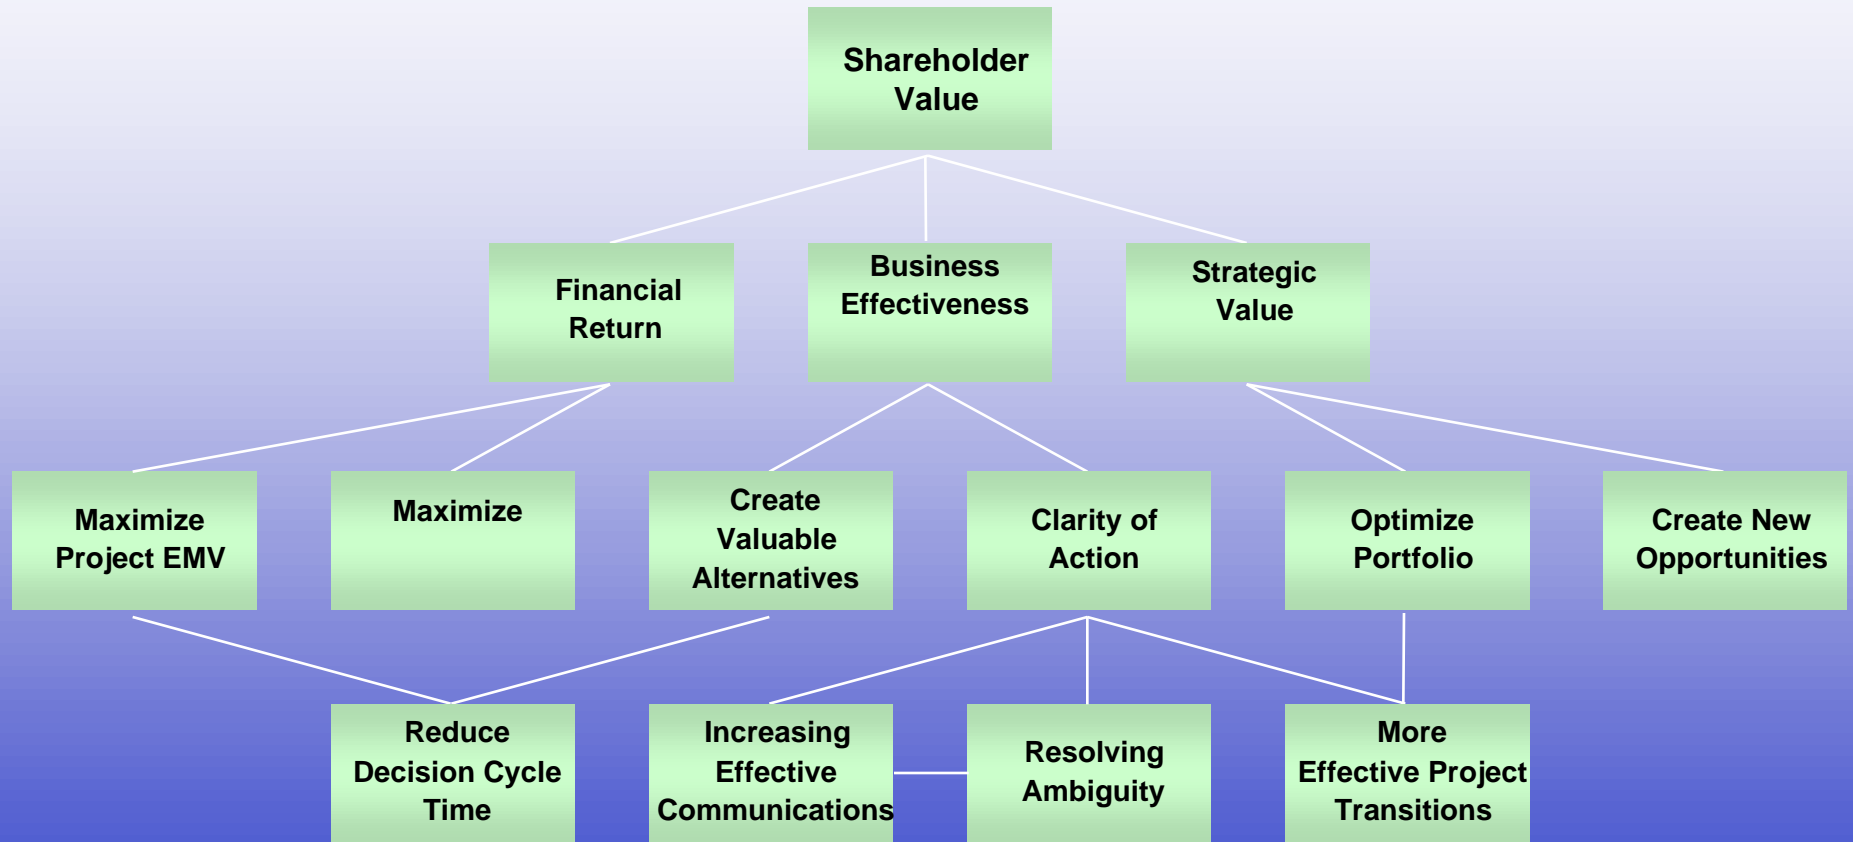 Shareholder
Value
Financial
Return
Business
Effectiveness
Strategic
Value
Maximize
Project EMV
Maximize
Create
Valuable
Alternatives
Clarity of
Action
Optimize
Portfolio
Create New
Opportunities
Reduce
Decision Cycle
Time
Increasing
Effective
Communications
Resolving
Ambiguity
More
Effective Project
Transitions